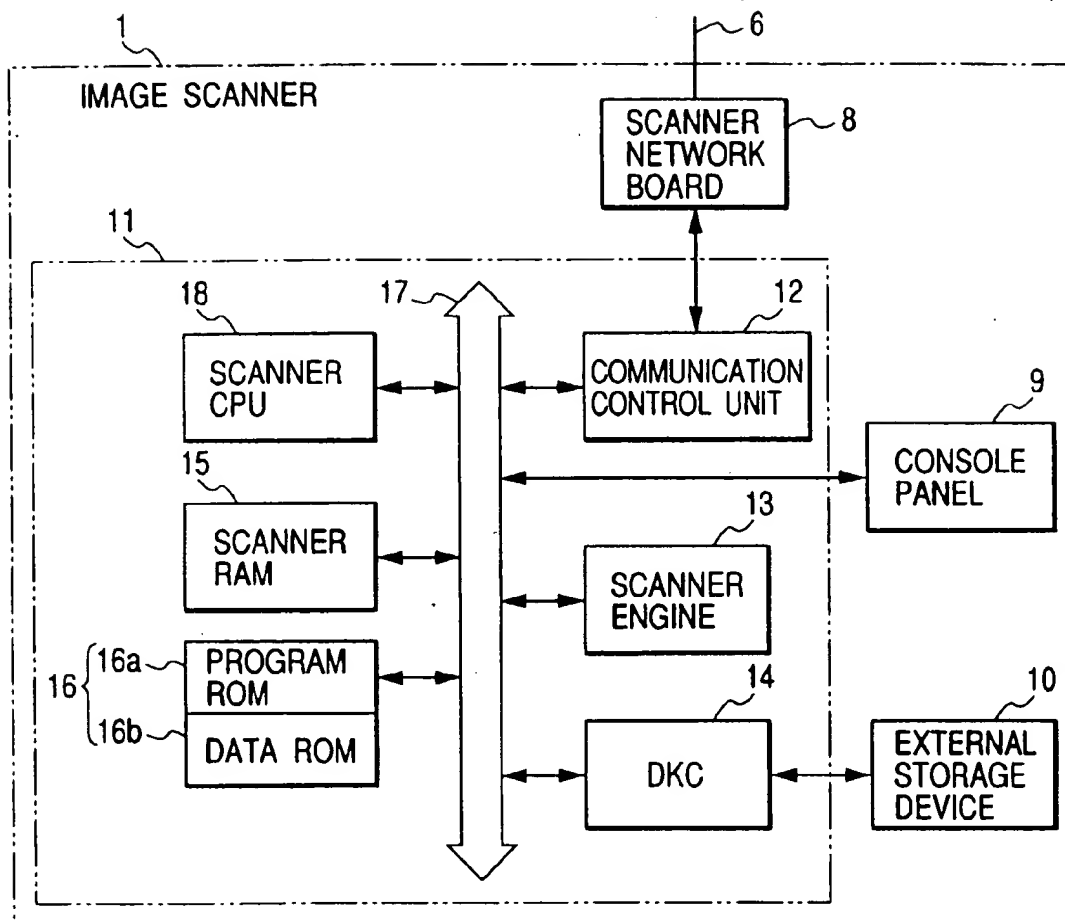 1
6
IMAGE SCANNER
SCANNER
NETWORK
BOARD
8
11
18
17
12
SCANNER
CPU
COMMUNICATION
CONTROL UNIT
9
CONSOLE
PANEL
15
13
SCANNER
RAM
SCANNER
ENGINE
16
16a
PROGRAM
ROM
16b
DATA ROM
14
DKC
10
EXTERNAL
STORAGE
DEVICE